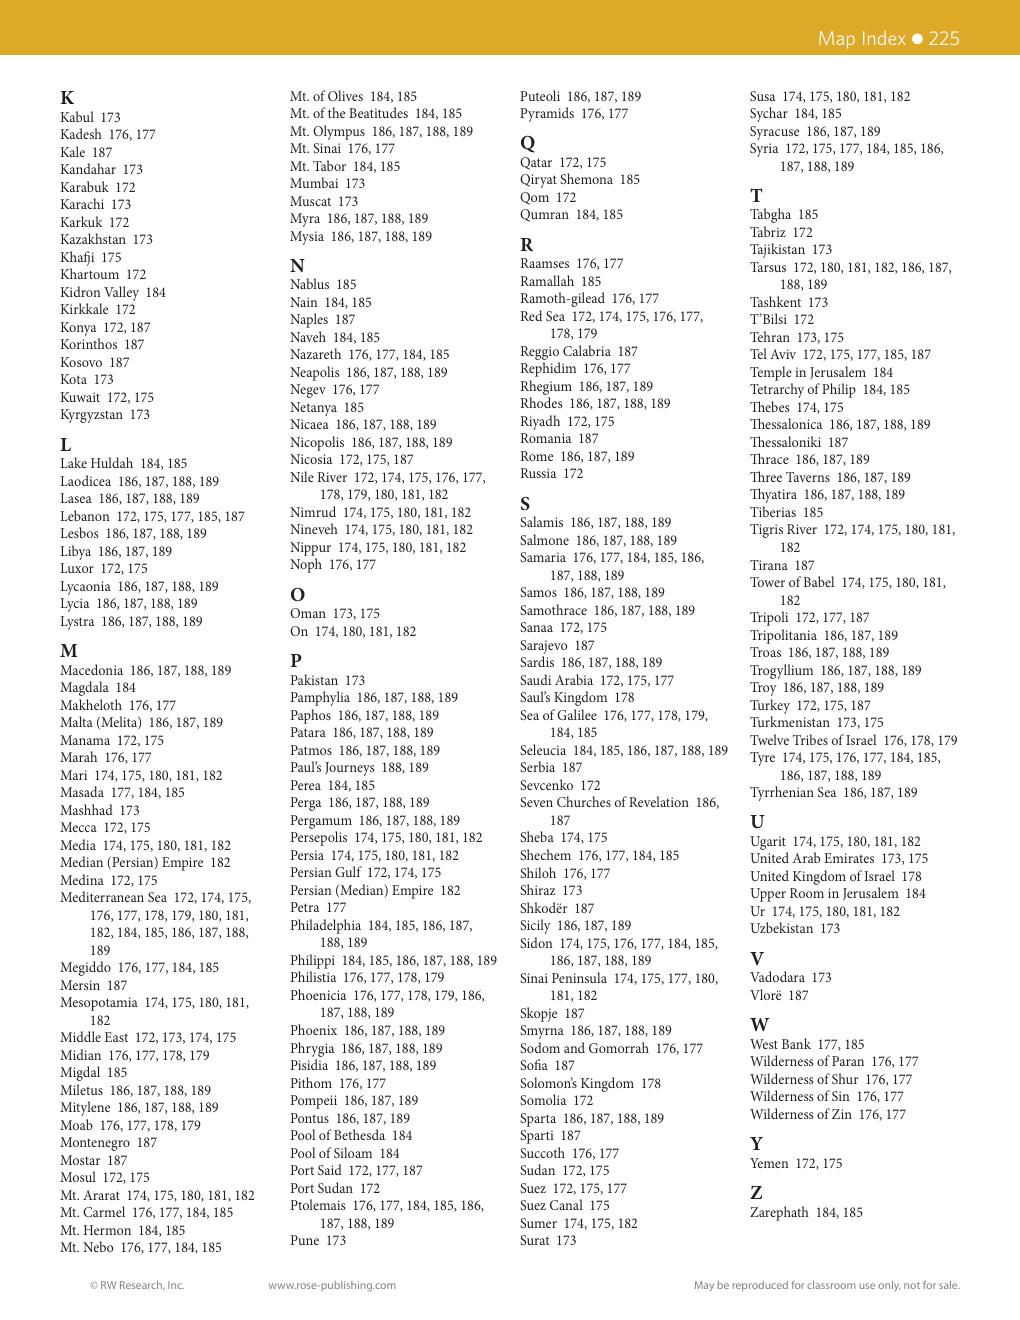 Map Index ● 225
K
Kabul 173
Kadesh 176, 177
Kale 187
Kandahar 173
Karabuk 172
Karachi 173
Karkuk 172
Kazakhstan 173
Khafji 175
Khartoum 172
Kidron Valley 184
Kirkkale 172
Konya 172, 187
Korinthos 187
Kosovo 187
Kota 173
Kuwait 172, 175
Kyrgyzstan 173
L
Lake Huldah 184, 185
Laodicea 186, 187, 188, 189
Lasea 186, 187, 188, 189
Lebanon 172, 175, 177, 185, 187
Lesbos 186, 187, 188, 189
Libya 186, 187, 189
Luxor 172, 175
Lycaonia 186, 187, 188, 189
Lycia 186, 187, 188, 189
Lystra 186, 187, 188, 189
M
Macedonia 186, 187, 188, 189
Magdala 184
Makheloth 176, 177
Malta (Melita) 186, 187, 189
Manama 172, 175
Marah 176, 177
Mari 174, 175, 180, 181, 182
Masada 177, 184, 185
Mashhad 173
Mecca 172, 175
Media 174, 175, 180, 181, 182
Median (Persian) Empire 182
Medina 172, 175
Mediterranean Sea 172, 174, 175,
176, 177, 178, 179, 180, 181,
182, 184, 185, 186, 187, 188,
189
Megiddo 176, 177, 184, 185
Mersin 187
Mesopotamia 174, 175, 180, 181,
182
Middle East 172, 173, 174, 175
Midian 176, 177, 178, 179
Migdal 185
Miletus 186, 187, 188, 189
Mitylene 186, 187, 188, 189
Moab 176, 177, 178, 179
Montenegro 187
Mostar 187
Mosul 172, 175
Mt. Ararat 174, 175, 180, 181, 182
Mt. Carmel 176, 177, 184, 185
Mt. Hermon 184, 185
Mt. Nebo 176, 177, 184, 185
Mt. of Olives 184, 185
Mt. of the Beatitudes 184, 185
Mt. Olympus 186, 187, 188, 189
Mt. Sinai 176, 177
Mt. Tabor 184, 185
Mumbai 173
Muscat 173
Myra 186, 187, 188, 189
Mysia 186, 187, 188, 189
N
Nablus 185
Nain 184, 185
Naples 187
Naveh 184, 185
Nazareth 176, 177, 184, 185
Neapolis 186, 187, 188, 189
Negev 176, 177
Netanya 185
Nicaea 186, 187, 188, 189
Nicopolis 186, 187, 188, 189
Nicosia 172, 175, 187
Nile River 172, 174, 175, 176, 177,
178, 179, 180, 181, 182
Nimrud 174, 175, 180, 181, 182
Nineveh 174, 175, 180, 181, 182
Nippur 174, 175, 180, 181, 182
Noph 176, 177
O
Oman 173, 175
On 174, 180, 181, 182
P
Pakistan 173
Pamphylia 186, 187, 188, 189
Paphos 186, 187, 188, 189
Patara 186, 187, 188, 189
Patmos 186, 187, 188, 189
Paul's Journeys 188, 189
Perea 184, 185
Perga 186, 187, 188, 189
Pergamum 186, 187, 188, 189
Persepolis 174, 175, 180, 181, 182
Persia 174, 175, 180, 181, 182
Persian Gulf 172, 174, 175
Persian (Median) Empire 182
Petra 177
Philadelphia 184, 185, 186, 187,
188, 189
Philippi 184, 185, 186, 187, 188, 189
Philistia 176, 177, 178, 179
Phoenicia 176, 177, 178, 179, 186,
187, 188, 189
Phoenix 186, 187, 188, 189
Phrygia 186, 187, 188, 189
Pisidia 186, 187, 188, 189
Pithom 176, 177
Pompeii 186, 187, 189
Pontus 186, 187, 189
Pool of Bethesda 184
Pool of Siloam 184
Port Said 172, 177, 187
Port Sudan 172
Ptolemais 176, 177, 184, 185, 186,
187, 188, 189
Pune 173
Puteoli 186, 187, 189
Pyramids 176, 177
Q
Qatar 172, 175
Qiryat Shemona 185
Qom 172
Qumran 184, 185
R
Raamses 176, 177
Ramallah 185
Ramoth-gilead 176, 177
Red Sea 172, 174, 175, 176, 177,
178, 179
Reggio Calabria 187
Rephidim 176, 177
Rhegium 186, 187, 189
Rhodes 186, 187, 188, 189
Riyadh 172, 175
Romania 187
Rome 186, 187, 189
Russia 172
S
Salamis 186, 187, 188, 189
Salmone 186, 187, 188, 189
Samaria 176, 177, 184, 185, 186,
187, 188, 189
Samos 186, 187, 188, 189
Samothrace 186, 187, 188, 189
Sanaa 172, 175
Sarajevo 187
Sardis 186, 187, 188, 189
Saudi Arabia 172, 175, 177
Saul's Kingdom 178
Sea of Galilee 176, 177, 178, 179,
184, 185
Seleucia 184, 185, 186, 187, 188, 189
Serbia 187
Sevcenko 172
Seven Churches of Revelation 186,
187
Sheba 174, 175
Shechem 176, 177, 184, 185
Shiloh 176, 177
Shiraz 173
Shkodër 187
Sicily 186, 187, 189
Sidon 174, 175, 176, 177, 184, 185,
186, 187, 188, 189
Sinai Peninsula 174, 175, 177, 180,
181, 182
Skopje 187
Smyrna 186, 187, 188, 189
Sodom and Gomorrah 176, 177
Sofia 187
Solomon's Kingdom 178
Somolia 172
Sparta 186, 187, 188, 189
Sparti 187
Succoth 176, 177
Sudan 172, 175
Suez 172, 175, 177
Suez Canal 175
Sumer 174, 175, 182
Surat 173
Susa 174, 175, 180, 181, 182
Sychar 184, 185
Syracuse 186, 187, 189
Syria 172, 175, 177, 184, 185, 186,
187, 188, 189
T
Tabgha 185
Tabriz 172
Tajikistan 173
Tarsus 172, 180, 181, 182, 186, 187,
188, 189
Tashkent 173
T'Bilsi 172
Tehran 173, 175
Tel Aviv 172, 175, 177, 185, 187
Temple in Jerusalem 184
Tetrarchy of Philip 184, 185
Thebes 174, 175
Thessalonica 186, 187, 188, 189
Thessaloniki 187
Thrace 186, 187, 189
Three Taverns 186, 187, 189
Thyatira 186, 187, 188, 189
Tiberias 185
Tigris River 172, 174, 175, 180, 181,
182
Tirana 187
Tower of Babel 174, 175, 180, 181,
182
Tripoli 172, 177, 187
Tripolitania 186, 187, 189
Troas 186, 187, 188, 189
Trogyllium 186, 187, 188, 189
Troy 186, 187, 188, 189
Turkey 172, 175, 187
Turkmenistan 173, 175
Twelve Tribes of Israel 176, 178, 179
Tyre 174, 175, 176, 177, 184, 185,
186, 187, 188, 189
Tyrrhenian Sea 186, 187, 189
U
Ugarit 174, 175, 180, 181, 182
United Arab Emirates 173, 175
United Kingdom of Israel 178
Upper Room in Jerusalem 184
Ur 174, 175, 180, 181, 182
Uzbekistan 173
V
Vadodara 173
Vlorë 187
W
West Bank 177, 185
Wilderness of Paran 176, 177
Wilderness of Shur 176, 177
Wilderness of Sin 176, 177
Wilderness of Zin 176, 177
Y
Yemen 172, 175
Z
Zarephath 184, 185
© RW Research, Inc. www.rose-publishing.com May be reproduced for classroom use only, not for sale.